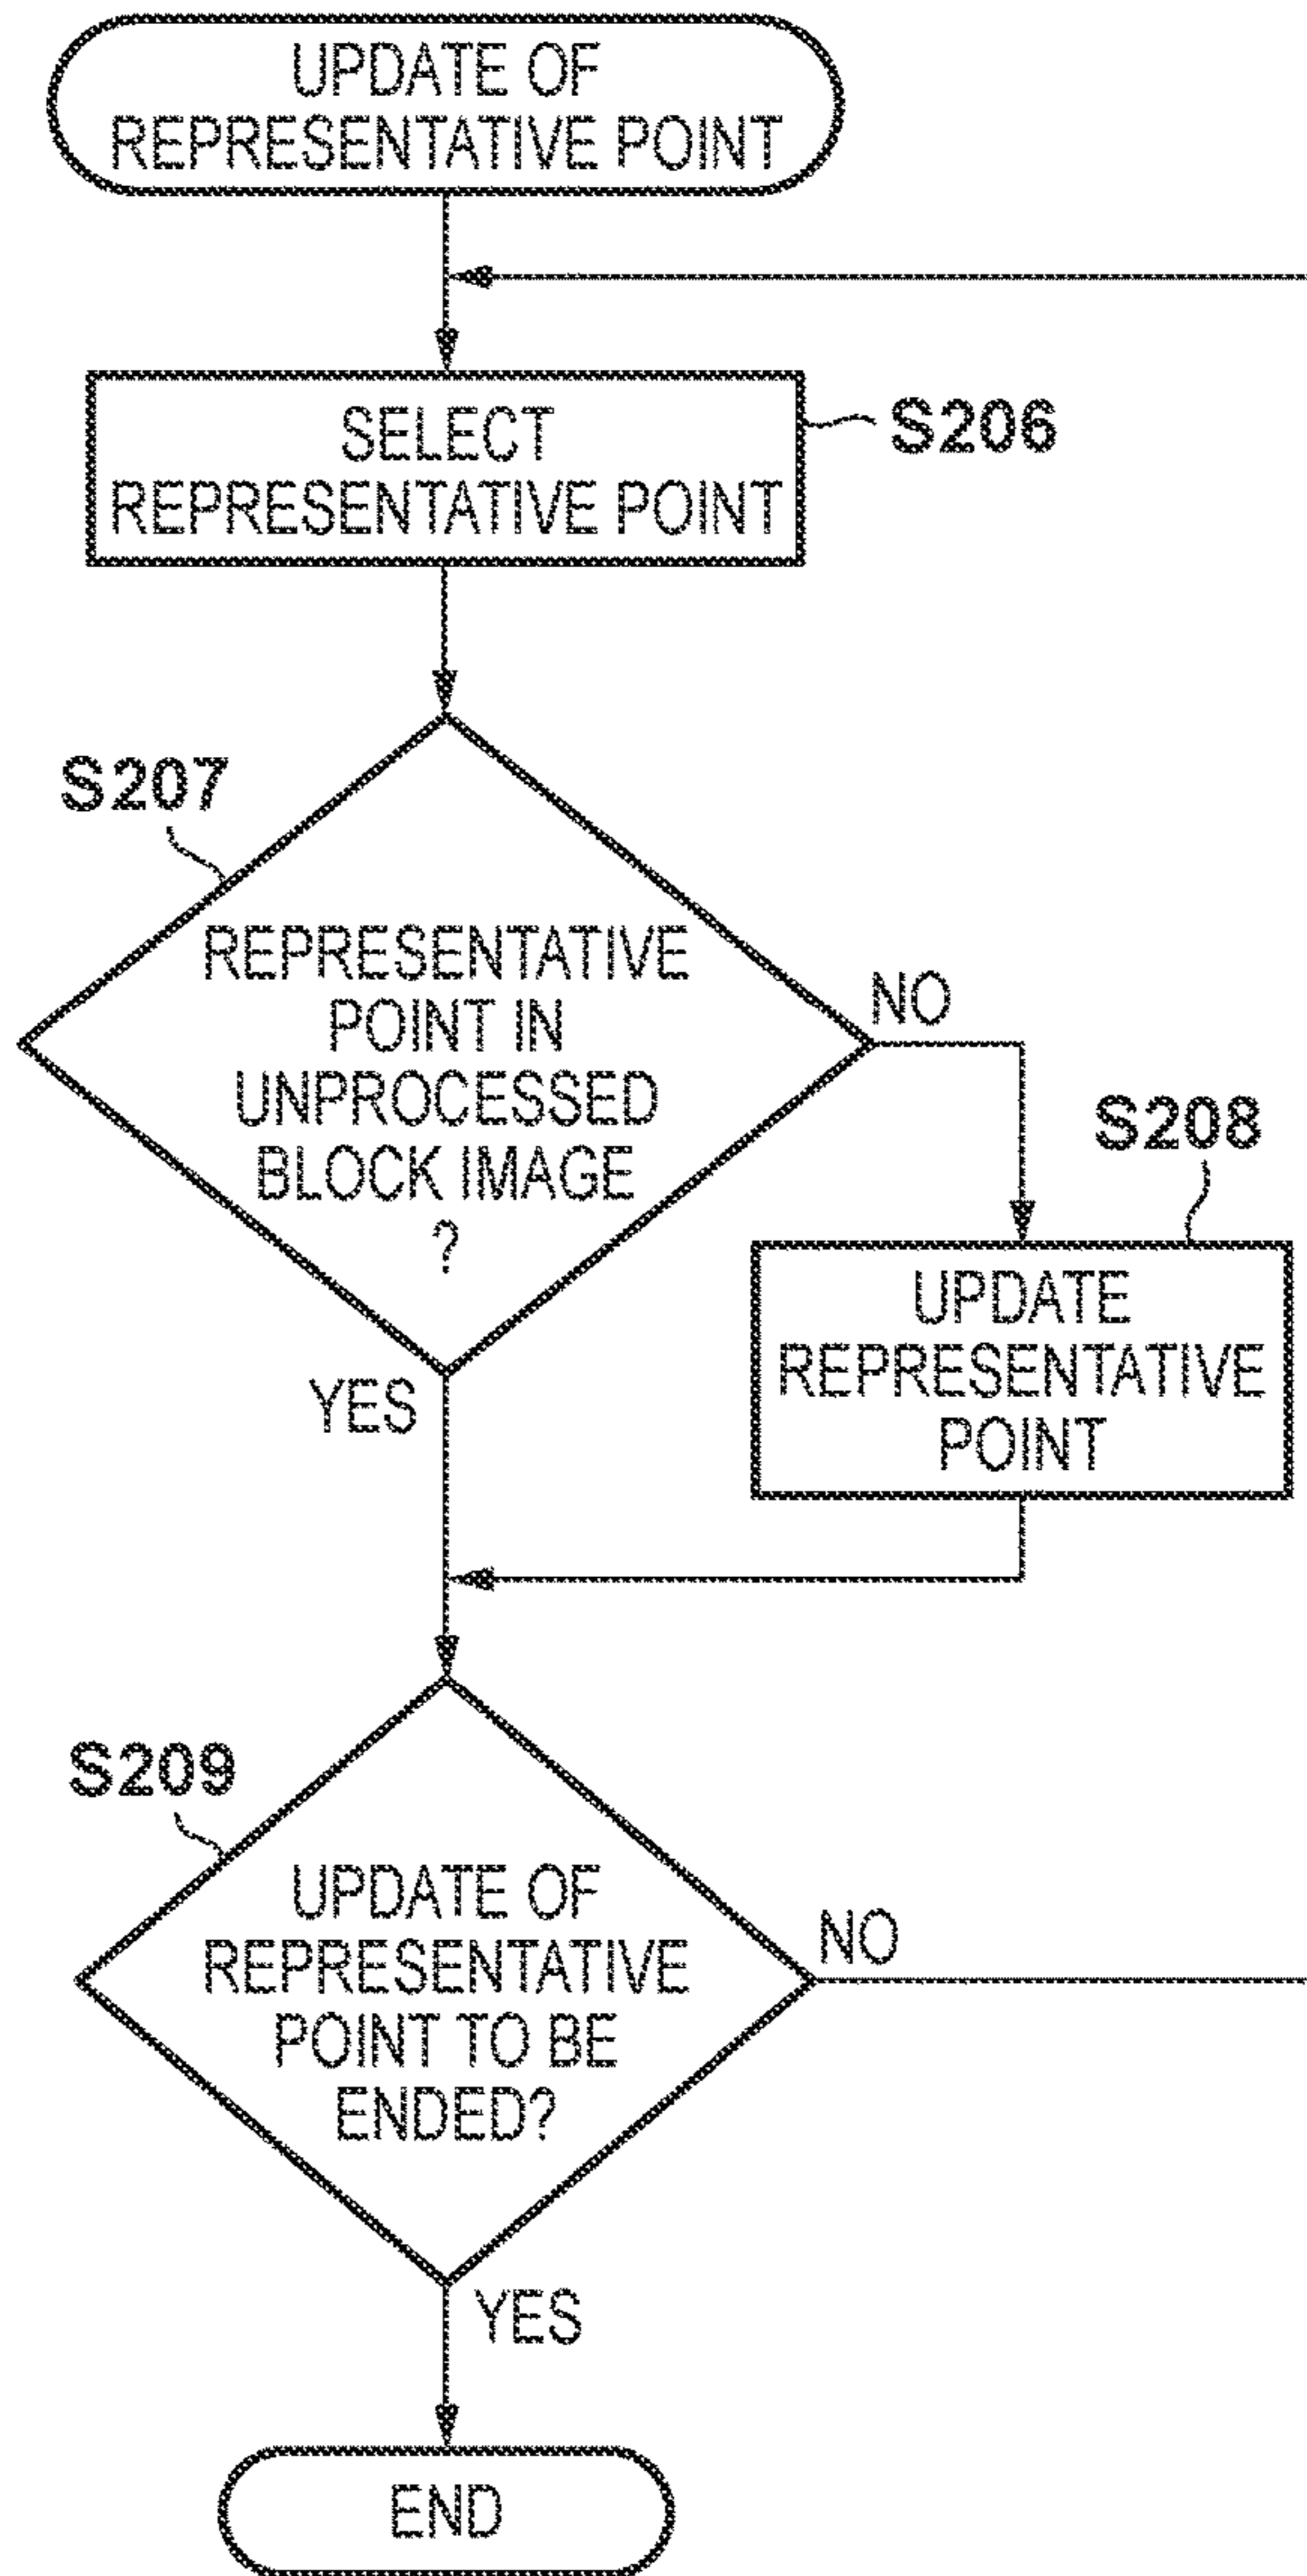 UPDATE OF
REPRESENTATIVE POINT
SELECT
REPRESENTATIVE POINT
S206
S207
REPRESENTATIVE
POINT IN
UNPROCESSED
BLOCK IMAGE
?
NO
YES
S208
UPDATE
REPRESENTATIVE
POINT
S209
UPDATE OF
REPRESENTATIVE
POINT TO BE
ENDED?
NO
YES
END